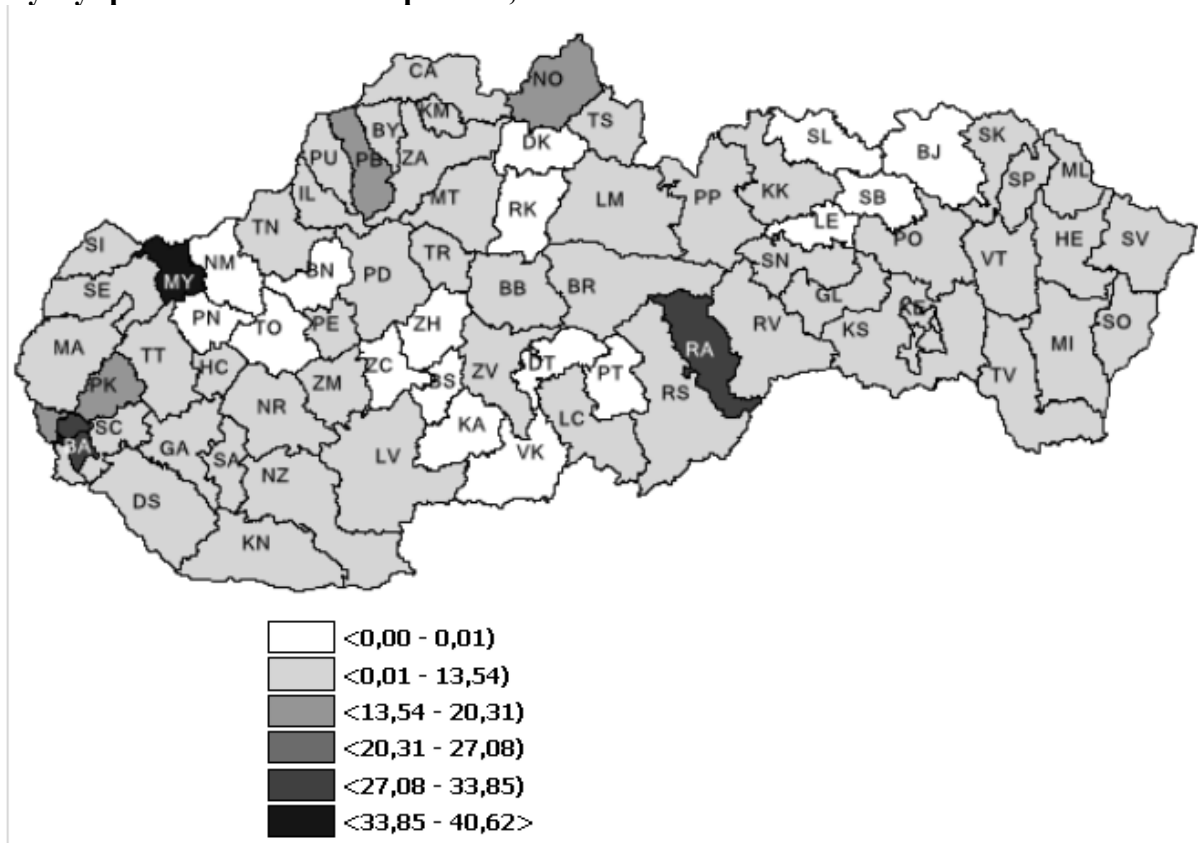 CA
NO
KM
TS
BY
DK
SL
BJ
SK
PU
PB
ZA
SP
ML
IL
MT
RK
LM
PP
KK
SB
LE
TN
PO
HE
SV
SI
NM
TR
SN
VT
MY
BN
PD
SE
BB
BR
GL
KE
PN
TO
PE
ZH
RV
KS
SO
MA
TT
HC
ZC
DT
RA
MI
PK
ZM
BS
ZV
PT
TV
NR
RS
SC
KA
LC
BA
GA
SA
LV
VK
NZ
DS
KN
<0,00 - 0,01)
<0,01 - 13,54)
<13,54 - 20,31)
<20,31 - 27,08)
<27,08 - 33,85)
<33,85 - 40,62>